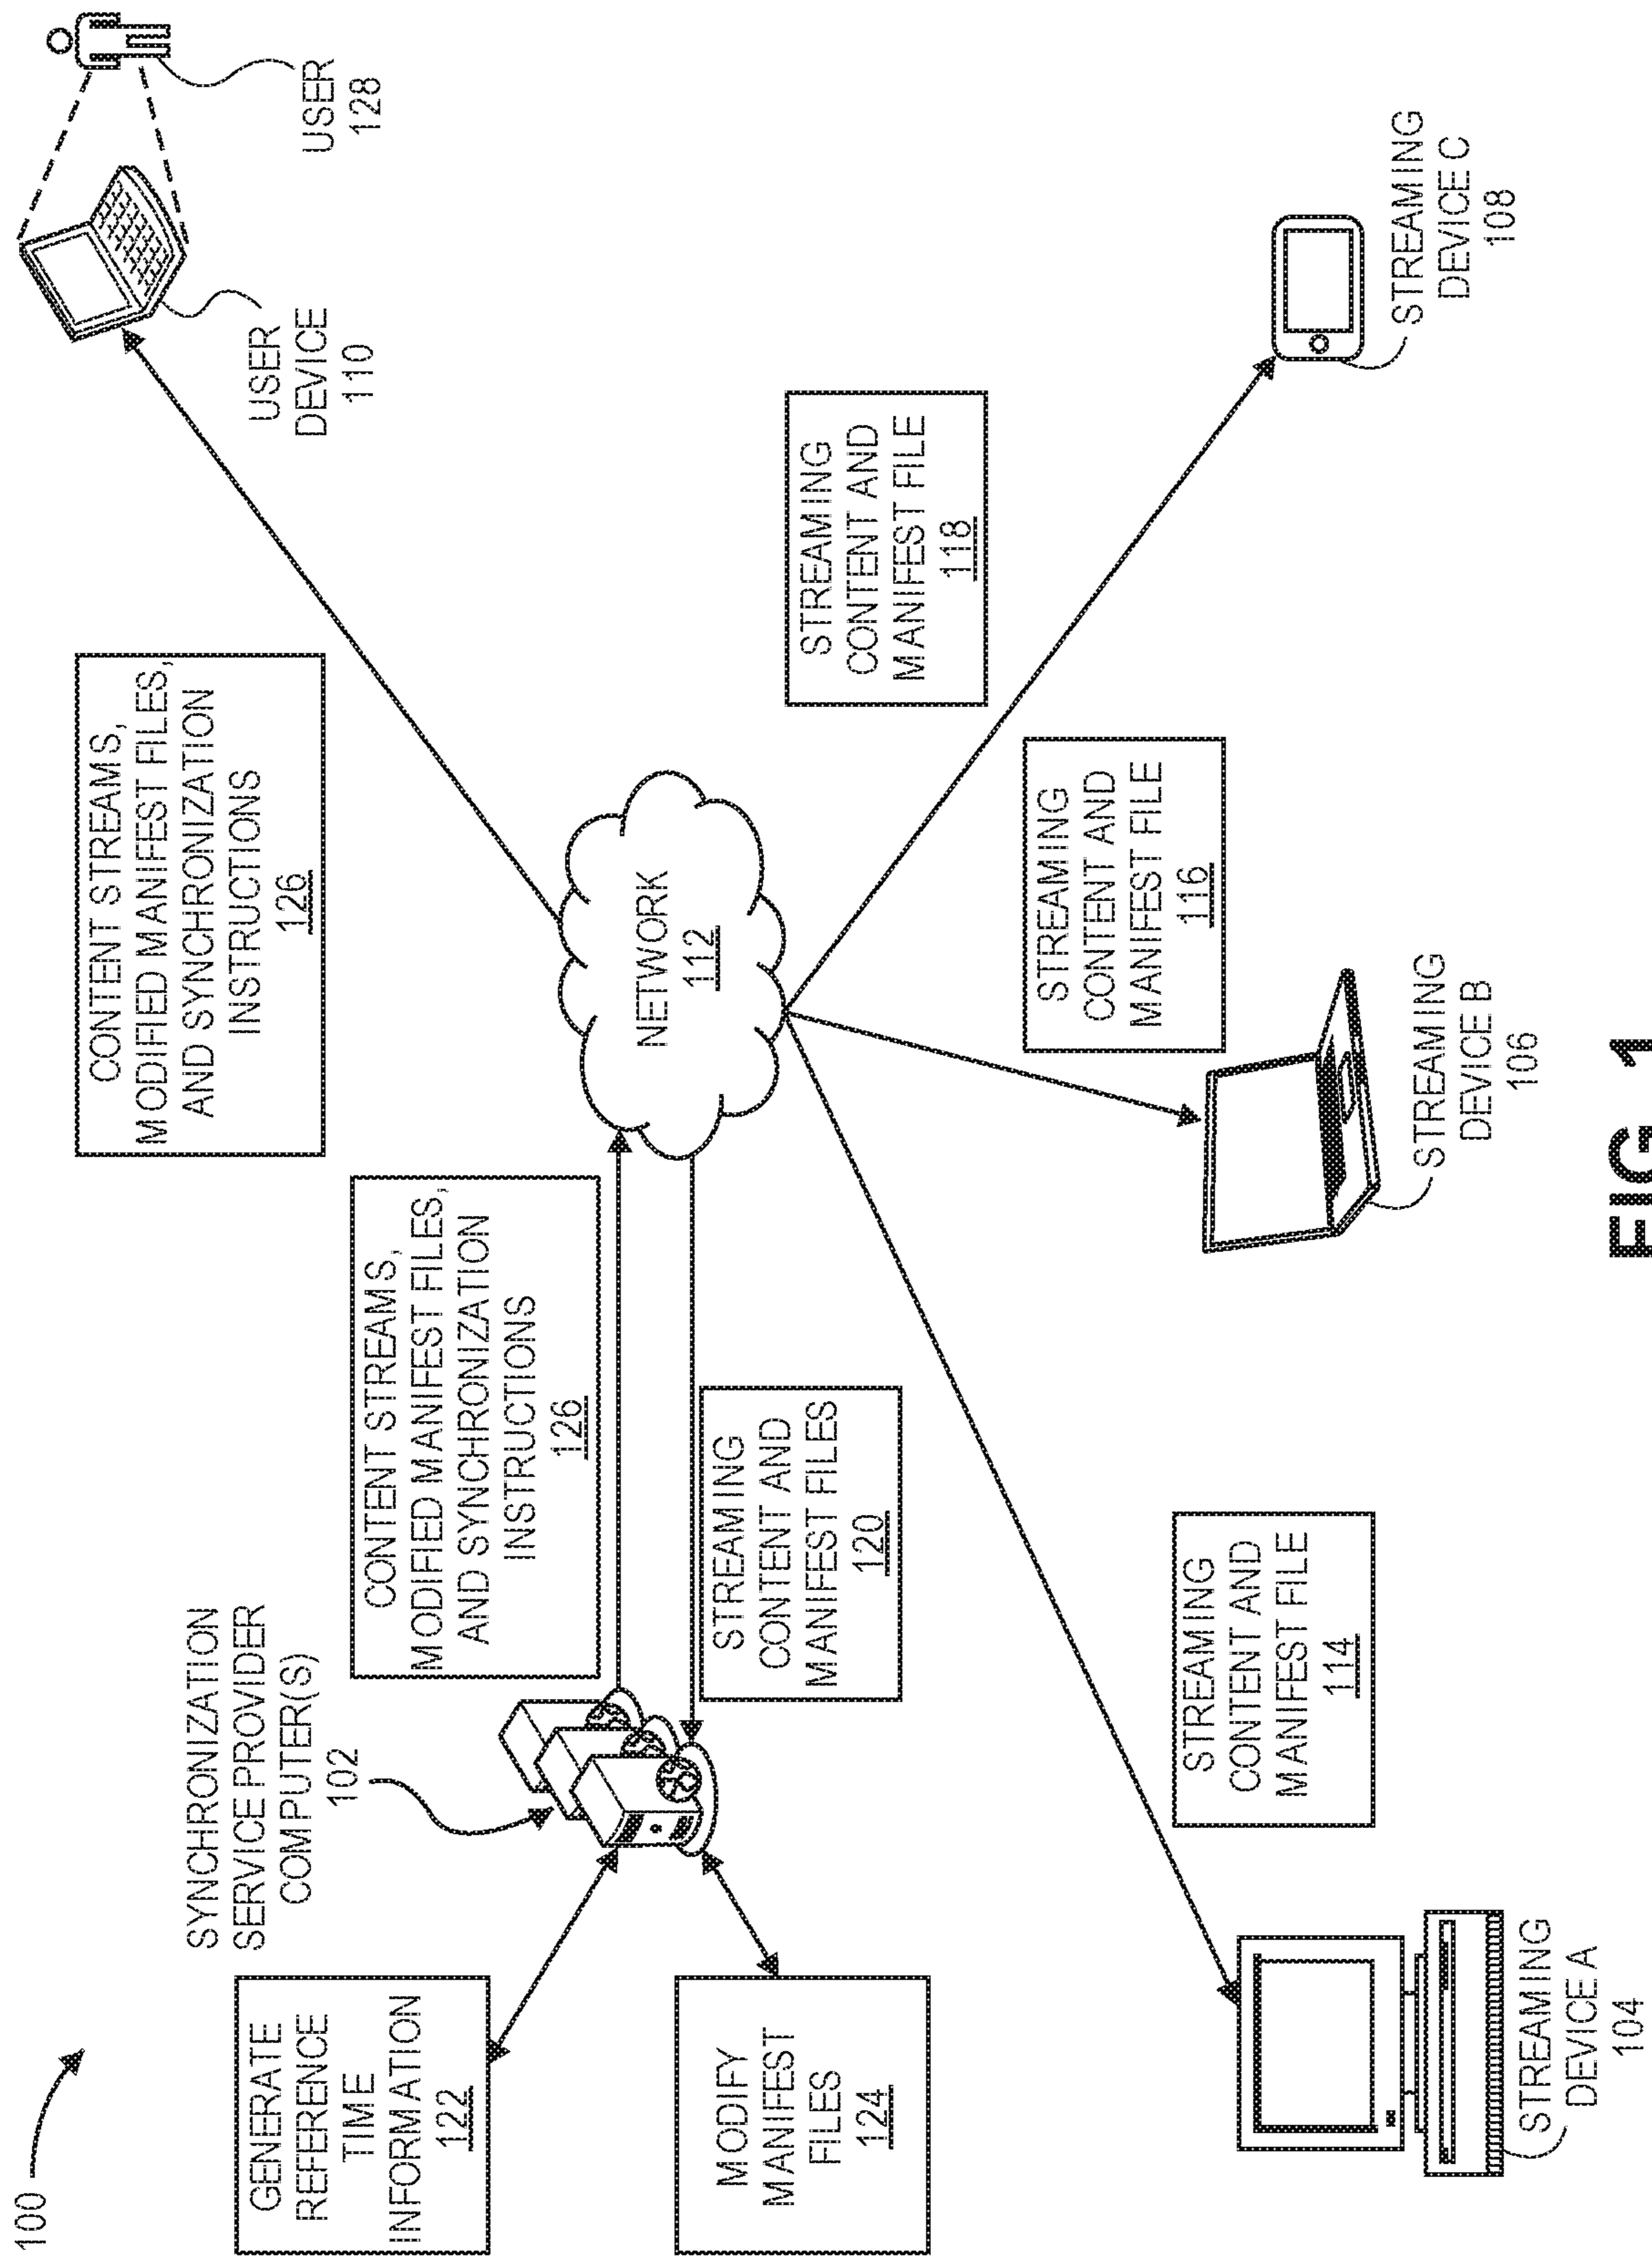 100
GENERATE
REFERENCE
TIME
INFORMATION
122
MODIFY
MANIFEST
FILES
124
SYNCHRONIZATION
SERVICE PROVIDER
COMPUTER(S)
102
CONTENT STREAMS,
MODIFIED MANIFEST FILES,
AND SYNCHRONIZATION
INSTRUCTIONS
126
STREAMING
CONTENT AND
MANIFEST FILES
120
CONTENT STREAMS,
MODIFIED MANIFEST FILES,
AND SYNCHRONIZATION
INSTRUCTIONS
126
NETWORK
112
USER
DEVICE
110
USER
128
STREAMING
CONTENT AND
MANIFEST FILE
114
STREAMING
CONTENT AND
MANIFEST FILE
116
STREAMING
CONTENT AND
MANIFEST FILE
118
STREAMING
DEVICE A
104
STREAMING
DEVICE B
106
STREAMING
DEVICE C
108
FIG. 1